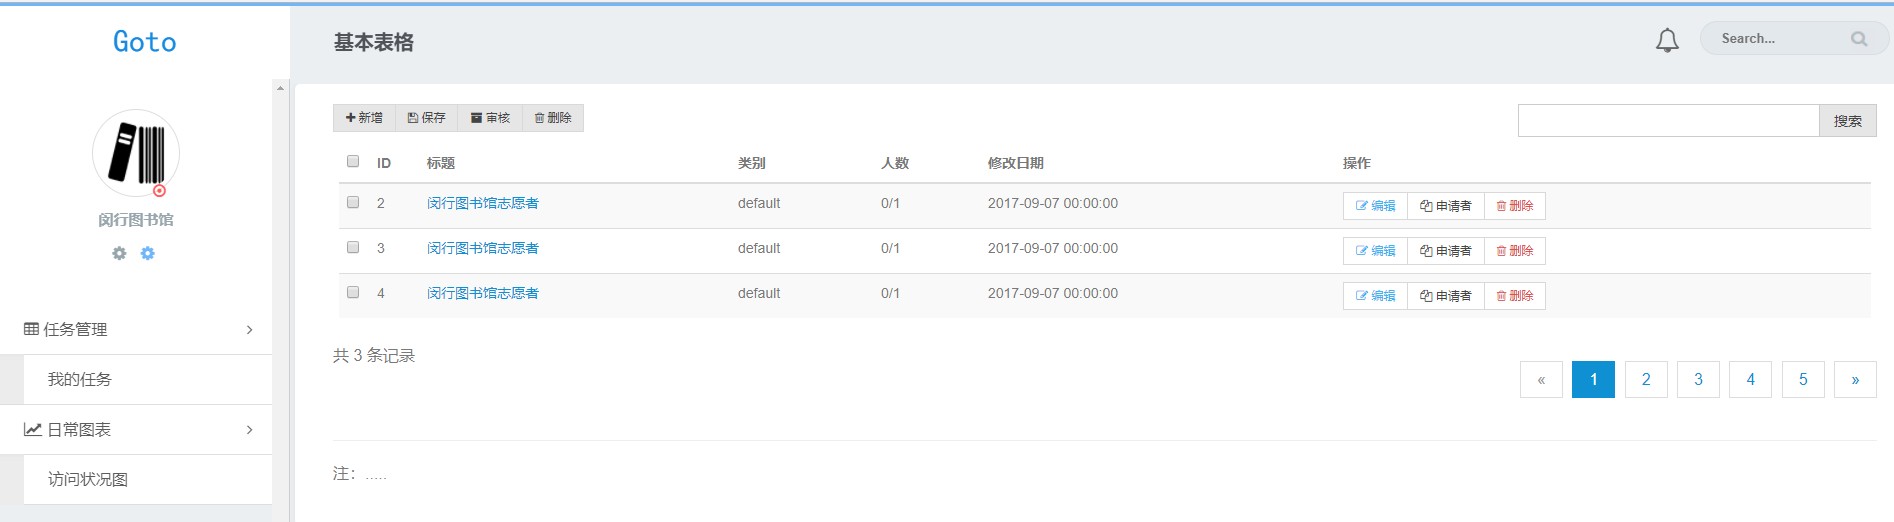 Goto
基本表格
Search...
闵行图书馆
任务管理
我的任务
日常图表
访问状况图
新增 保存 审核 删除
搜索
ID 标题 类别 人数 修改日期 操作
2 闵行图书馆志愿者 default 0/1 2017-09-07 00:00:00 编辑 申请者 删除
3 闵行图书馆志愿者 default 0/1 2017-09-07 00:00:00 编辑 申请者 删除
4 闵行图书馆志愿者 default 0/1 2017-09-07 00:00:00 编辑 申请者 删除
共 3 条记录
« 1 2 3 4 5 »
注：.....